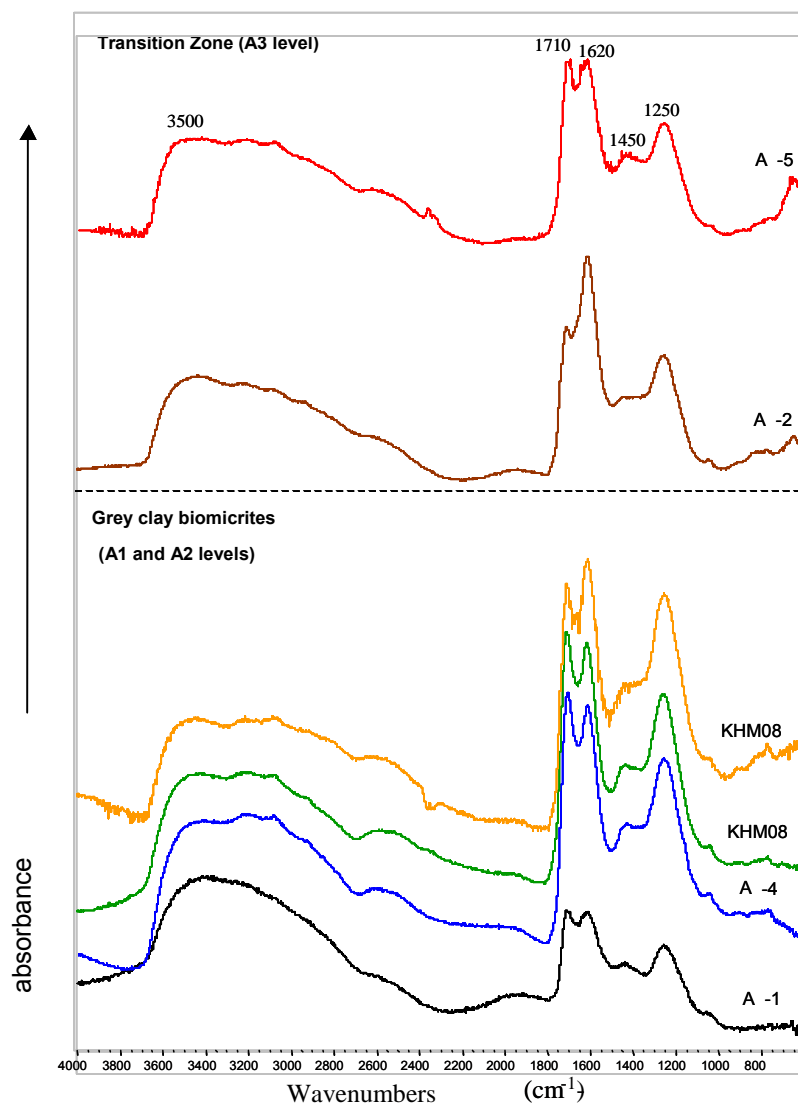 Transition Zone (A3 level)
1710 1620
3500
1450
1250
A -5
A -2
Grey clay biomicrites
(A1 and A2 levels)
KHM08
KHM08
A -4
A -1
absorbance
4000 3800 3600 3400 3200 3000 2800 2600 2400 2200 2000 1800 1600 1400 1200 1000 800
Wavenumbers (cm-1)